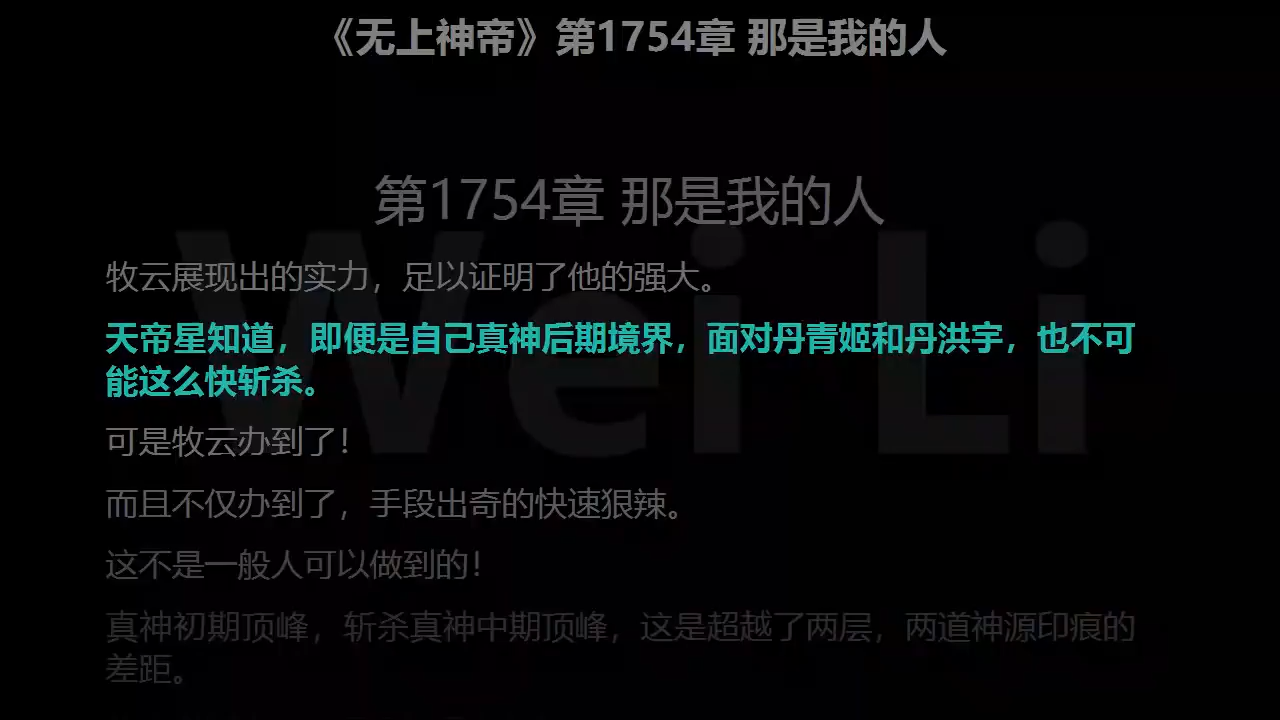 《无上神帝》第1754章 那是我的人
第1754章 那是我的人
Wei Li
牧云展现出的实力，足以证明了他的强大。
天帝星知道，即便是自己真神后期境界，面对丹青姬和丹洪宇，也不可
能这么快斩杀。
可是牧云办到了！
而且不仅办到了，手段出奇的快速狠辣。
这不是一般人可以做到的！
真神初期顶峰，斩杀真神中期顶峰，这是超越了两层，两道神源印痕的
差距。